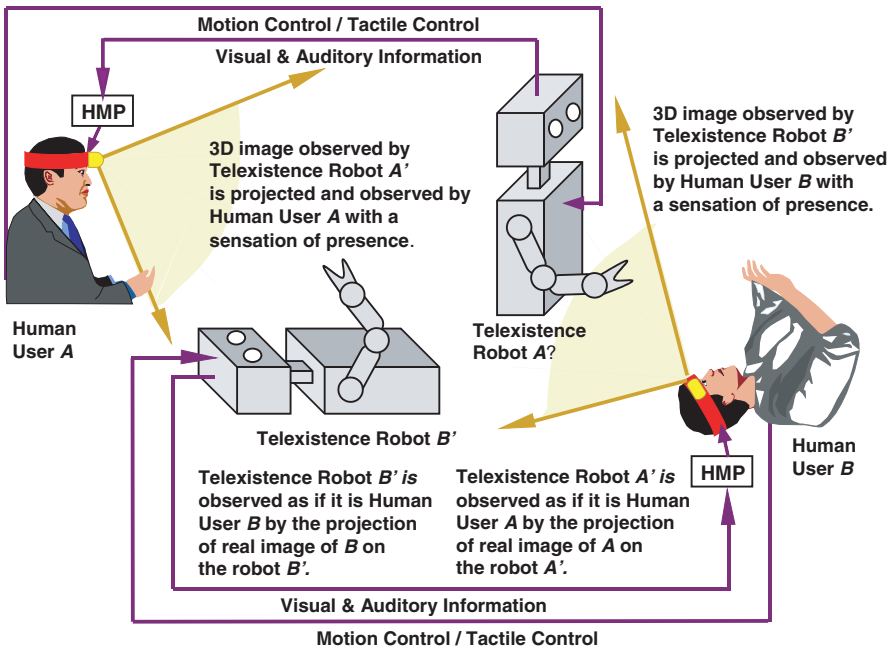 Motion Control / Tactile Control
Visual & Auditory Information
HMP
3D image observed by
Telexistence Robot A’
is projected and observed by
Human User A with a
sensation of presence.
3D image observed by
Telexistence Robot B’
is projected and observed
by Human User B with
a sensation of presence.
Human
User A
Telexistence
Robot A?
Telexistence Robot B’
Human
User B
HMP
Telexistence Robot B’ is
observed as if it is Human
User B by the projection
of real image of B on
the robot B’.
Telexistence Robot A’ is
observed as if it is Human
User A by the projection
of real image of A on
the robot A’.
Visual & Auditory Information
Motion Control / Tactile Control